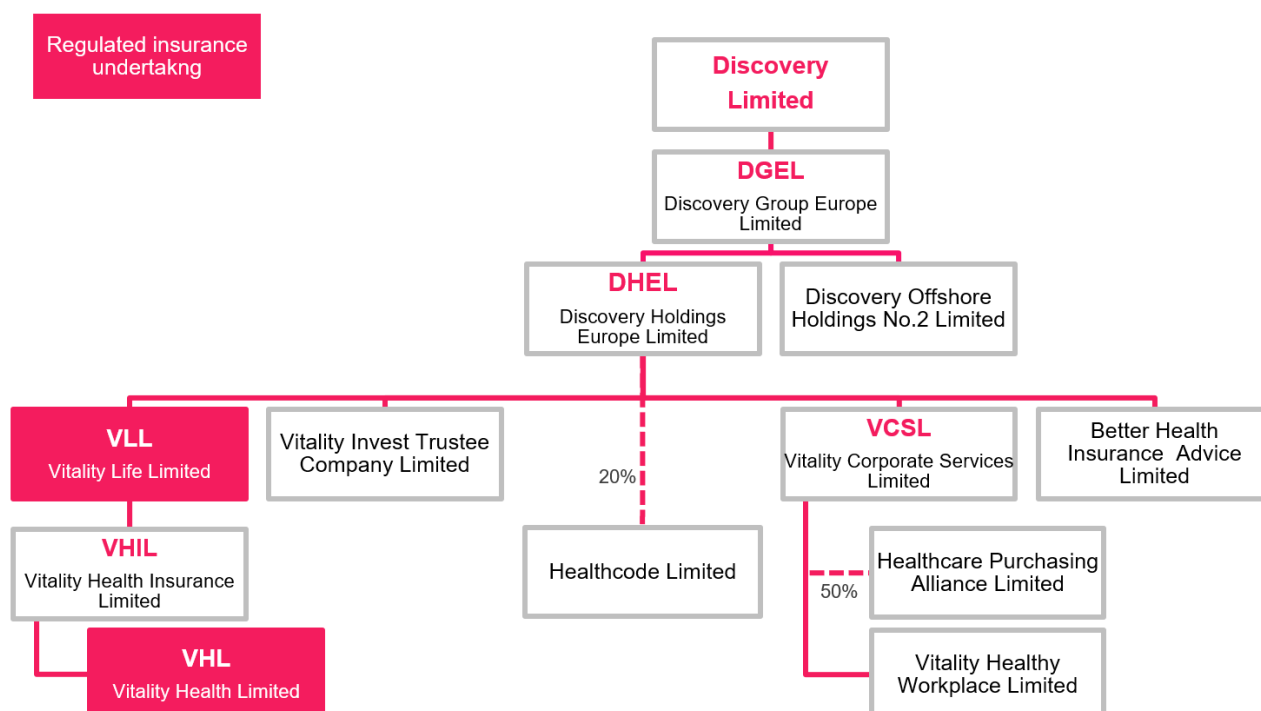 Regulated insurance
undertakng
Discovery
Limited
DGEL
Discovery Group Europe
Limited
DHEL
Discovery Holdings
Europe Limited
Discovery Offshore
Holdings No.2 Limited
VLL
Vitality Life Limited
Vitality Invest Trustee
Company Limited
20%
VCSL
Vitality Corporate Services
Limited
Better Health
Insurance Advice
Limited
VHIL
Vitality Health Insurance
Limited
Healthcode Limited
Healthcare Purchasing
Alliance Limited
50%
VHL
Vitality Health Limited
Vitality Healthy
Workplace Limited